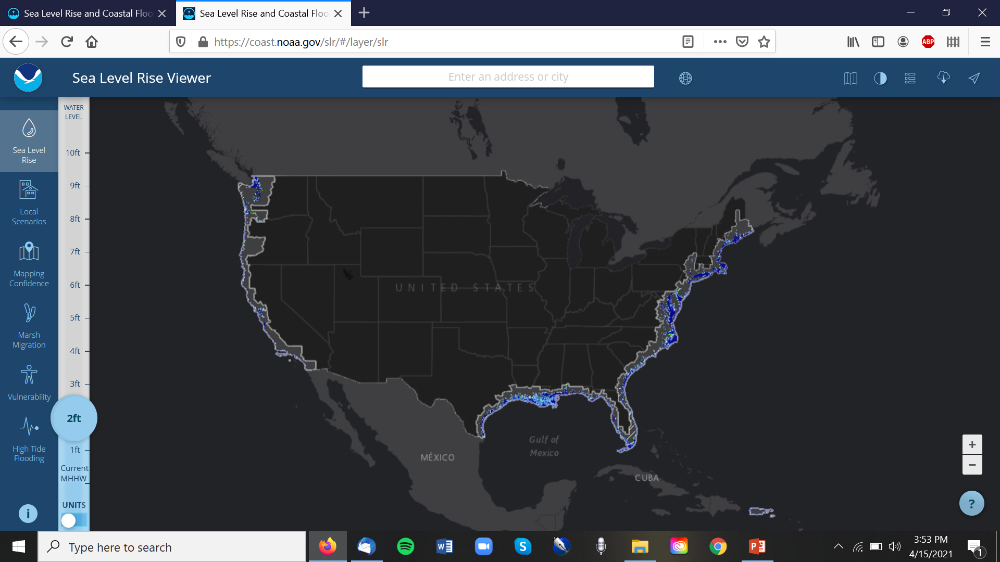 Sea Level Rise and Coastal Floo
Sea Level Rise and Coastal Floo
https://coast.noaa.gov/slr/#/layer/slr
ABP
Sea Level Rise Viewer
Enter an address or city
WATER
LEVEL
Sea Level
Rise
Local
Scenarios
Mapping
Confidence
Marsh
Migration
Vulnerability
High Tide
Flooding
10ft
9ft
8ft
7ft
6ft
5ft
4ft
3ft
2ft
1ft
Current
MHHW
UNITS
UNITED STATES
Gulf of
Mexico
MÉXICO
CUBA
+
−
?
i
Type here to search
W
S
P
3:53 PM
4/15/2021
1